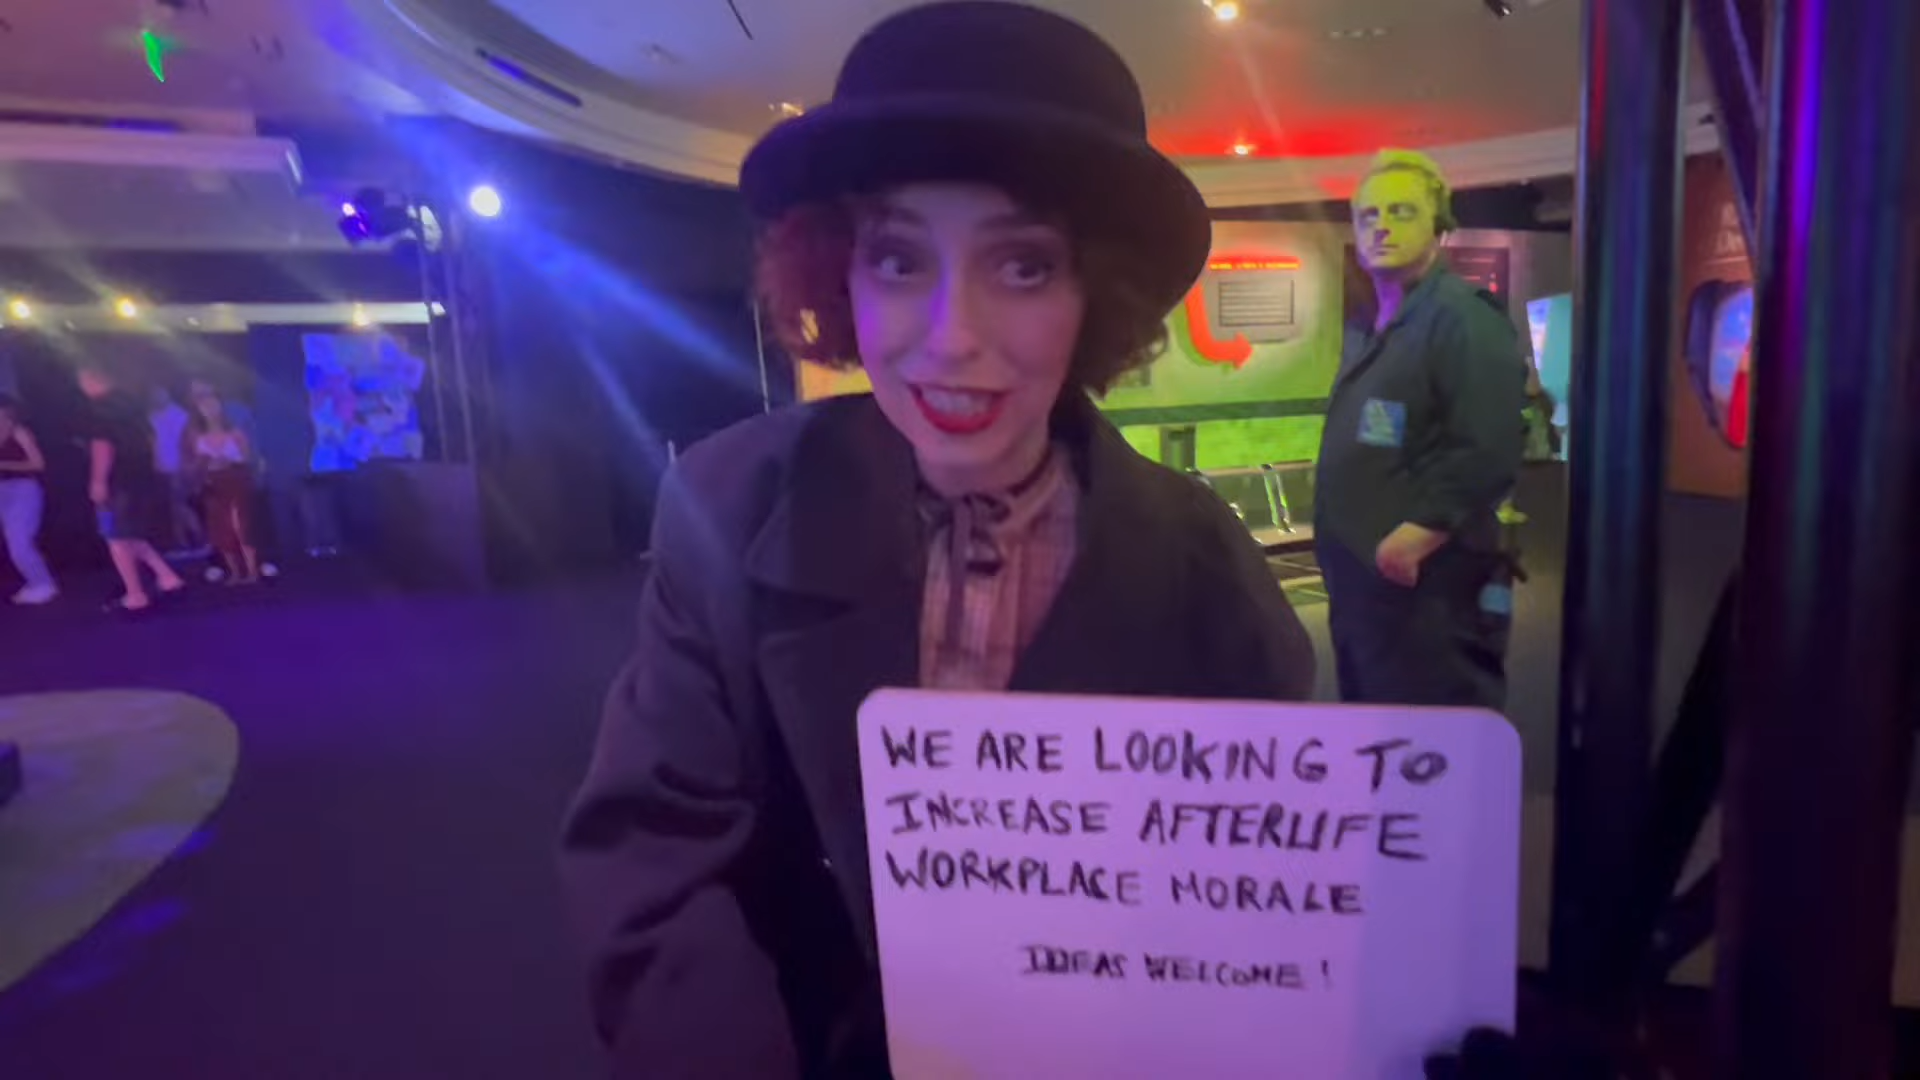 WE ARE LOOKING TO
INCREASE AFTERLIFE
WORKPLACE MORALE
IDEAS WELCOME!